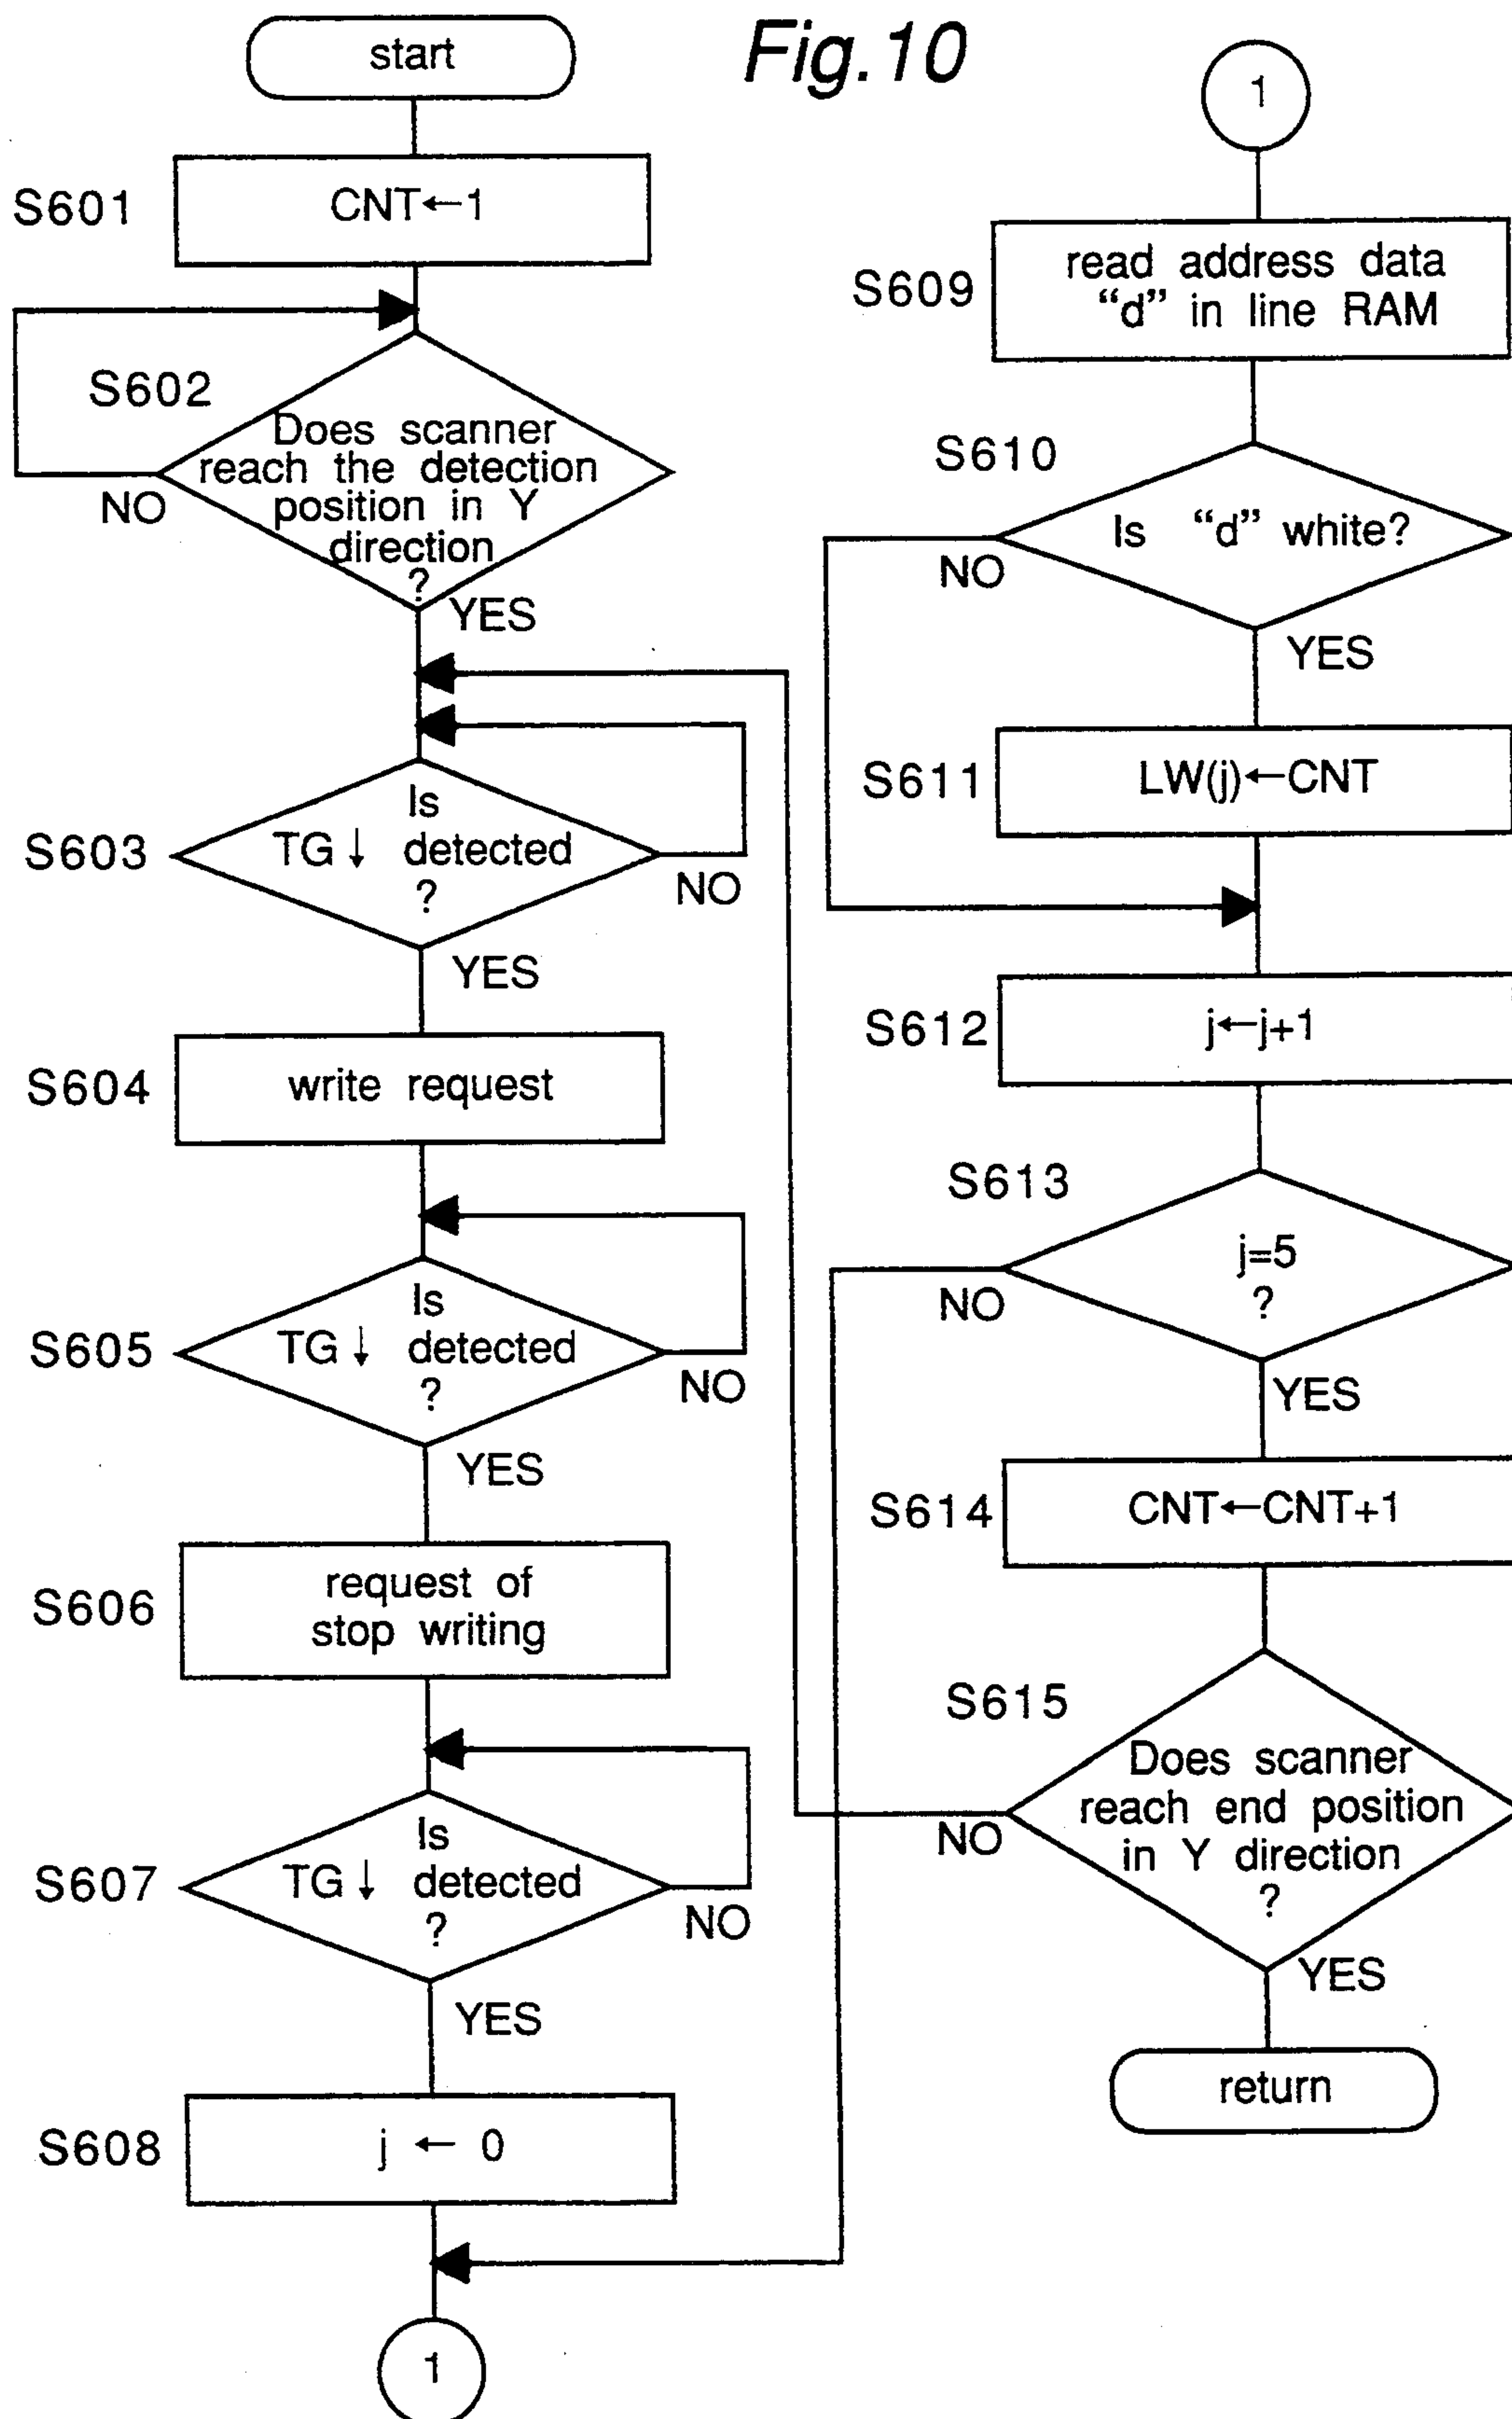 Fig.10
start
S601
CNT←1
S602
Does scanner
reach the detection
position in Y
direction
?
NO
YES
S603
Is
TG↓ detected
?
NO
YES
S604
write request
S605
Is
TG↓ detected
?
NO
YES
S606
request of
stop writing
S607
Is
TG↓ detected
?
NO
YES
S608
j ← 0
1
1
S609
read address data
“d” in line RAM
S610
Is “d” white?
NO
YES
S611
LW(j)←CNT
S612
j←j+1
S613
j=5
?
NO
YES
S614
CNT←CNT+1
S615
Does scanner
reach end position
in Y direction
?
NO
YES
return